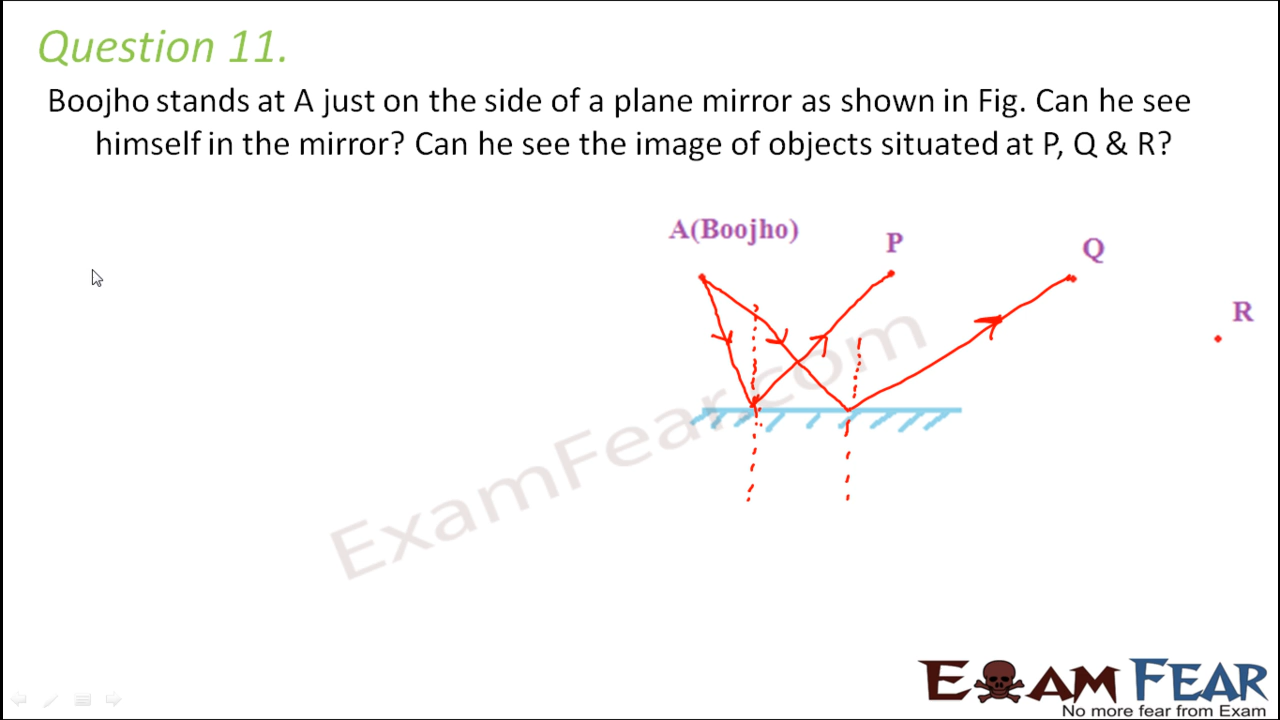 Question 11.
Boojho stands at A just on the side of a plane mirror as shown in Fig. Can he see
himself in the mirror? Can he see the image of objects situated at P, Q & R?
A(Boojho)
P
Q
R
ExamFear.com
EXAM FEAR
No more fear from Exam